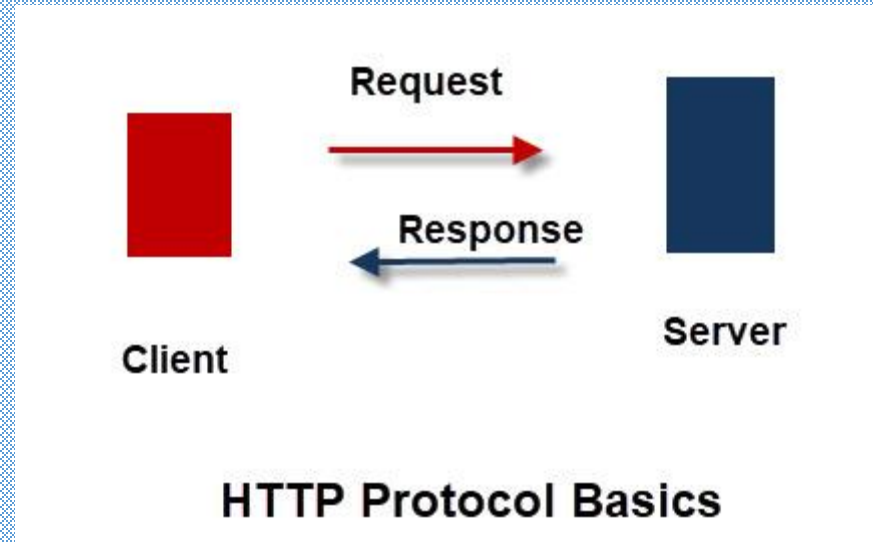 Request
Response
Client
Server
HTTP Protocol Basics